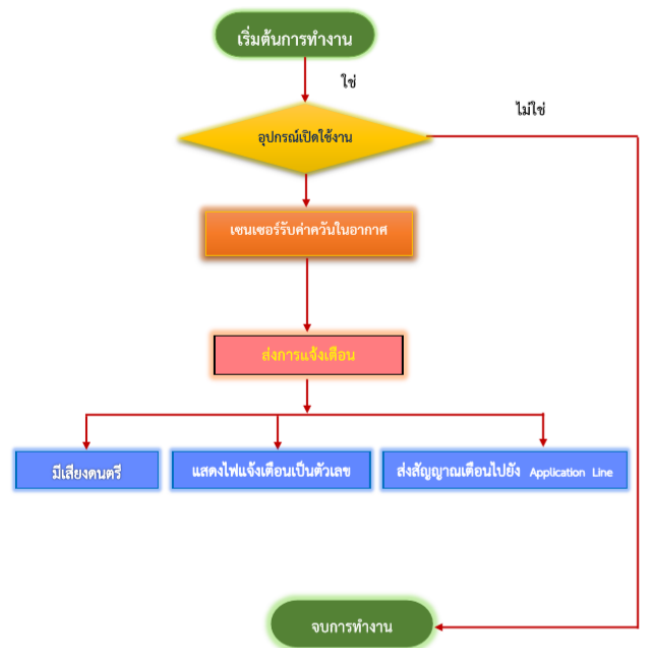 เริ่มต้นการทำงาน
ใช่
ไม่ใช่
อุปกรณ์เปิดใช้งาน
เซนเซอร์รับค่าควันในอากาศ
ส่งการแจ้งเตือน
มีเสียงดนตรี
แสดงไฟแจ้งเตือนเป็นตัวเลข
ส่งสัญญาณเตือนไปยัง Application Line
จบการทำงาน